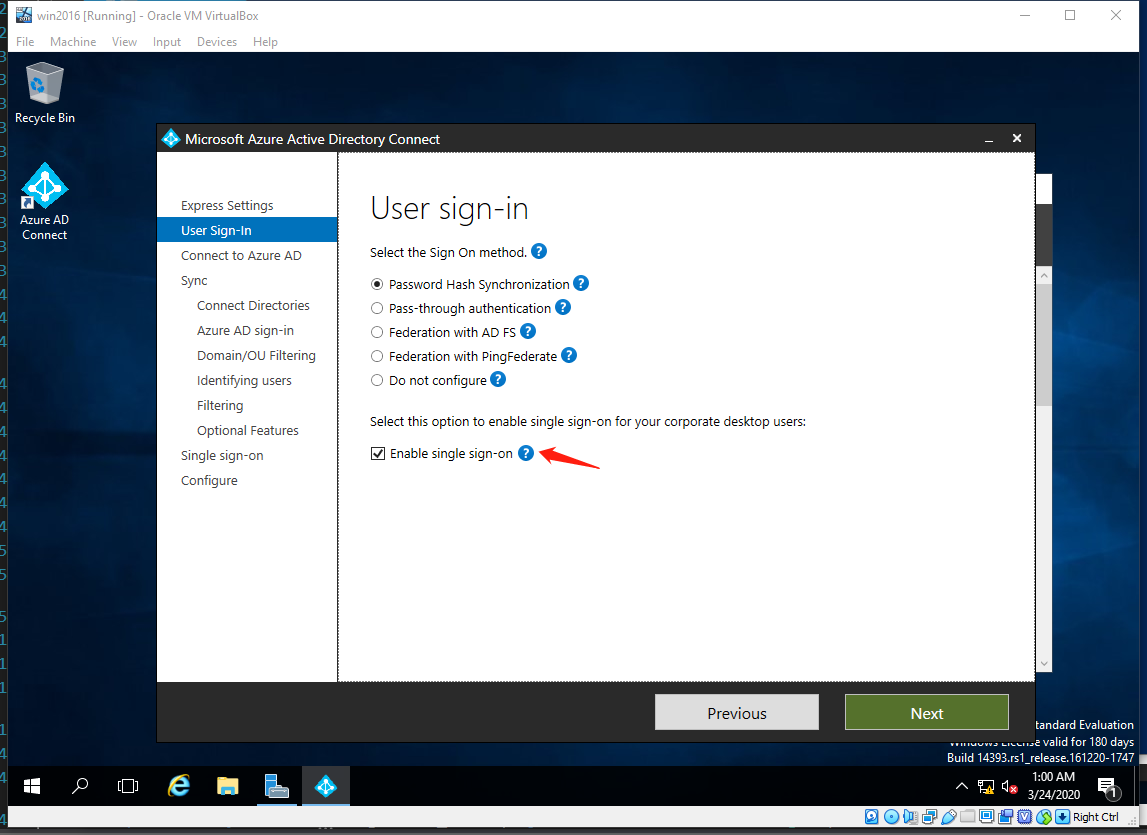 win2016 [Running] - Oracle VM VirtualBox
File Machine View Input Devices Help
Recycle Bin
Azure AD
Connect
Microsoft Azure Active Directory Connect
Express Settings
User Sign-In
Connect to Azure AD
Sync
Connect Directories
Azure AD sign-in
Domain/OU Filtering
Identifying users
Filtering
Optional Features
Single sign-on
Configure
User sign-in
Select the Sign On method. ?
Password Hash Synchronization ?
Pass-through authentication ?
Federation with AD FS ?
Federation with PingFederate ?
Do not configure ?
Select this option to enable single sign-on for your corporate desktop users:
Enable single sign-on ?
Previous
Next
tandard Evaluation
Windows License valid for 180 days
Build 14393.rs1_release.161220-1747
1:00 AM
3/24/2020
1
Right Ctrl